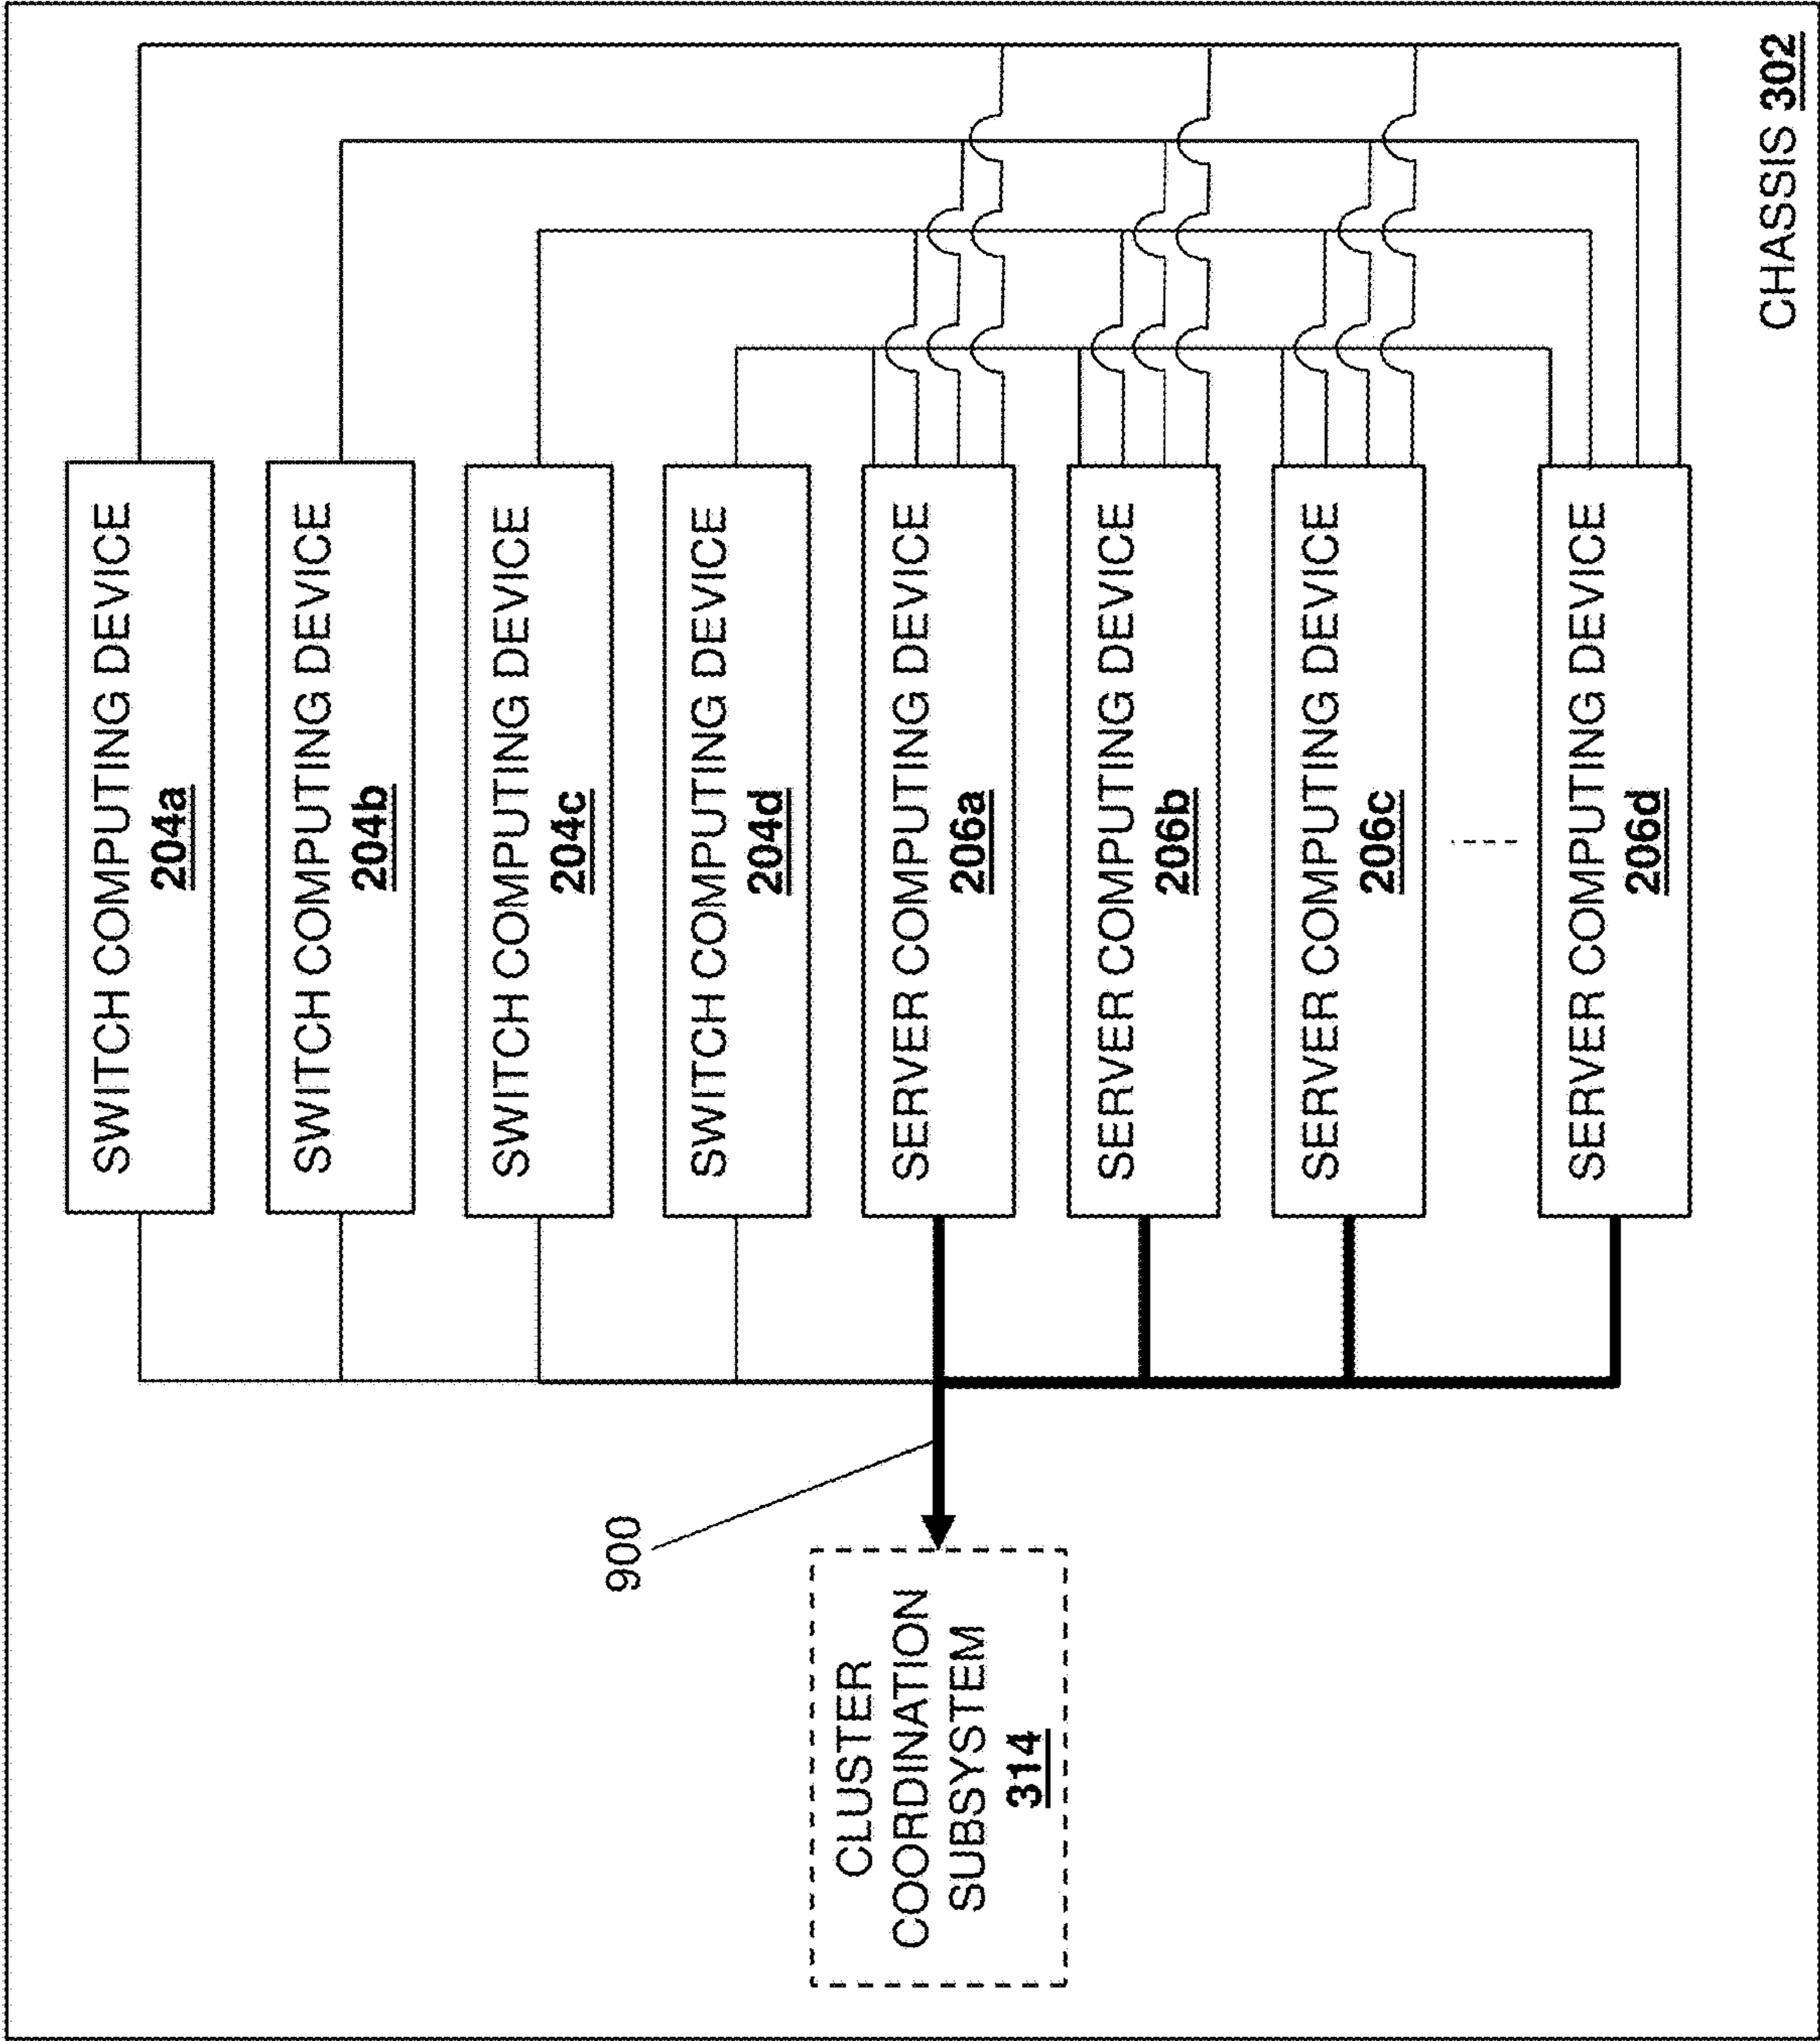 SWITCH COMPUTING DEVICE
204a
SWITCH COMPUTING DEVICE
204b
SWITCH COMPUTING DEVICE
204c
SWITCH COMPUTING DEVICE
204d
SERVER COMPUTING DEVICE
206a
SERVER COMPUTING DEVICE
206b
SERVER COMPUTING DEVICE
206c
SERVER COMPUTING DEVICE
206d
900
CLUSTER
COORDINATION
SUBSYSTEM
314
CHASSIS 302